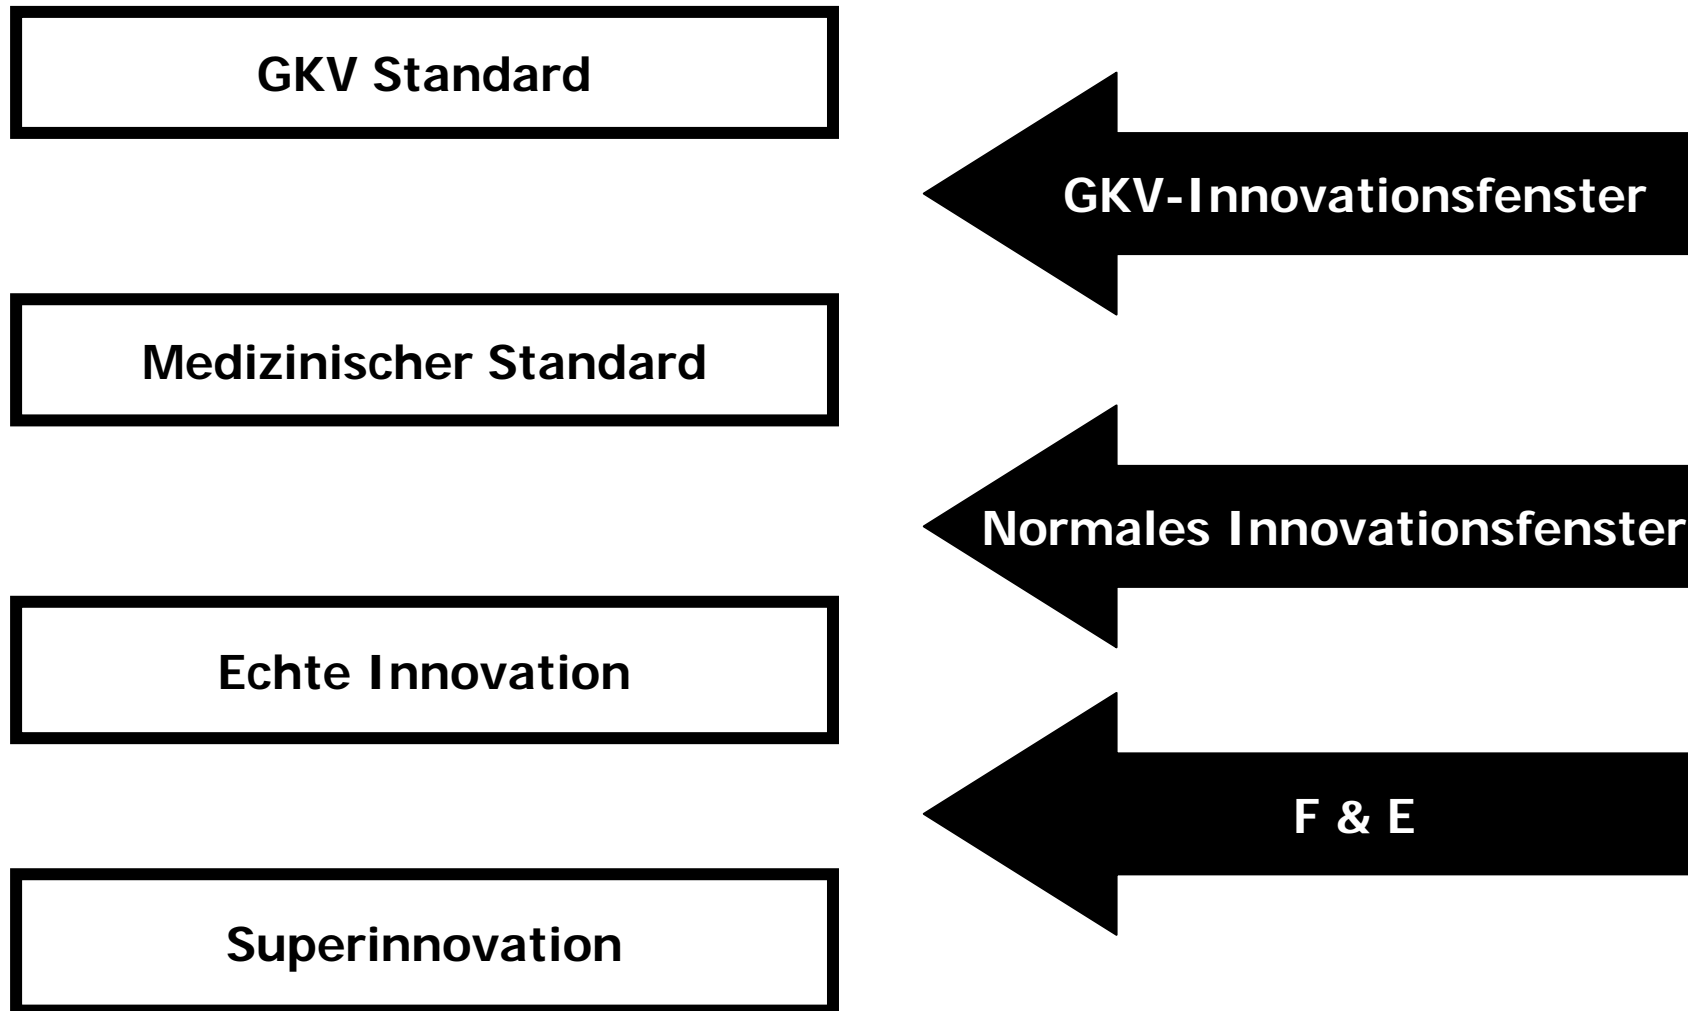 GKV Standard
GKV-Innovationsfenster
Medizinischer Standard
Normales Innovationsfenster
Echte Innovation
F & E
Superinnovation